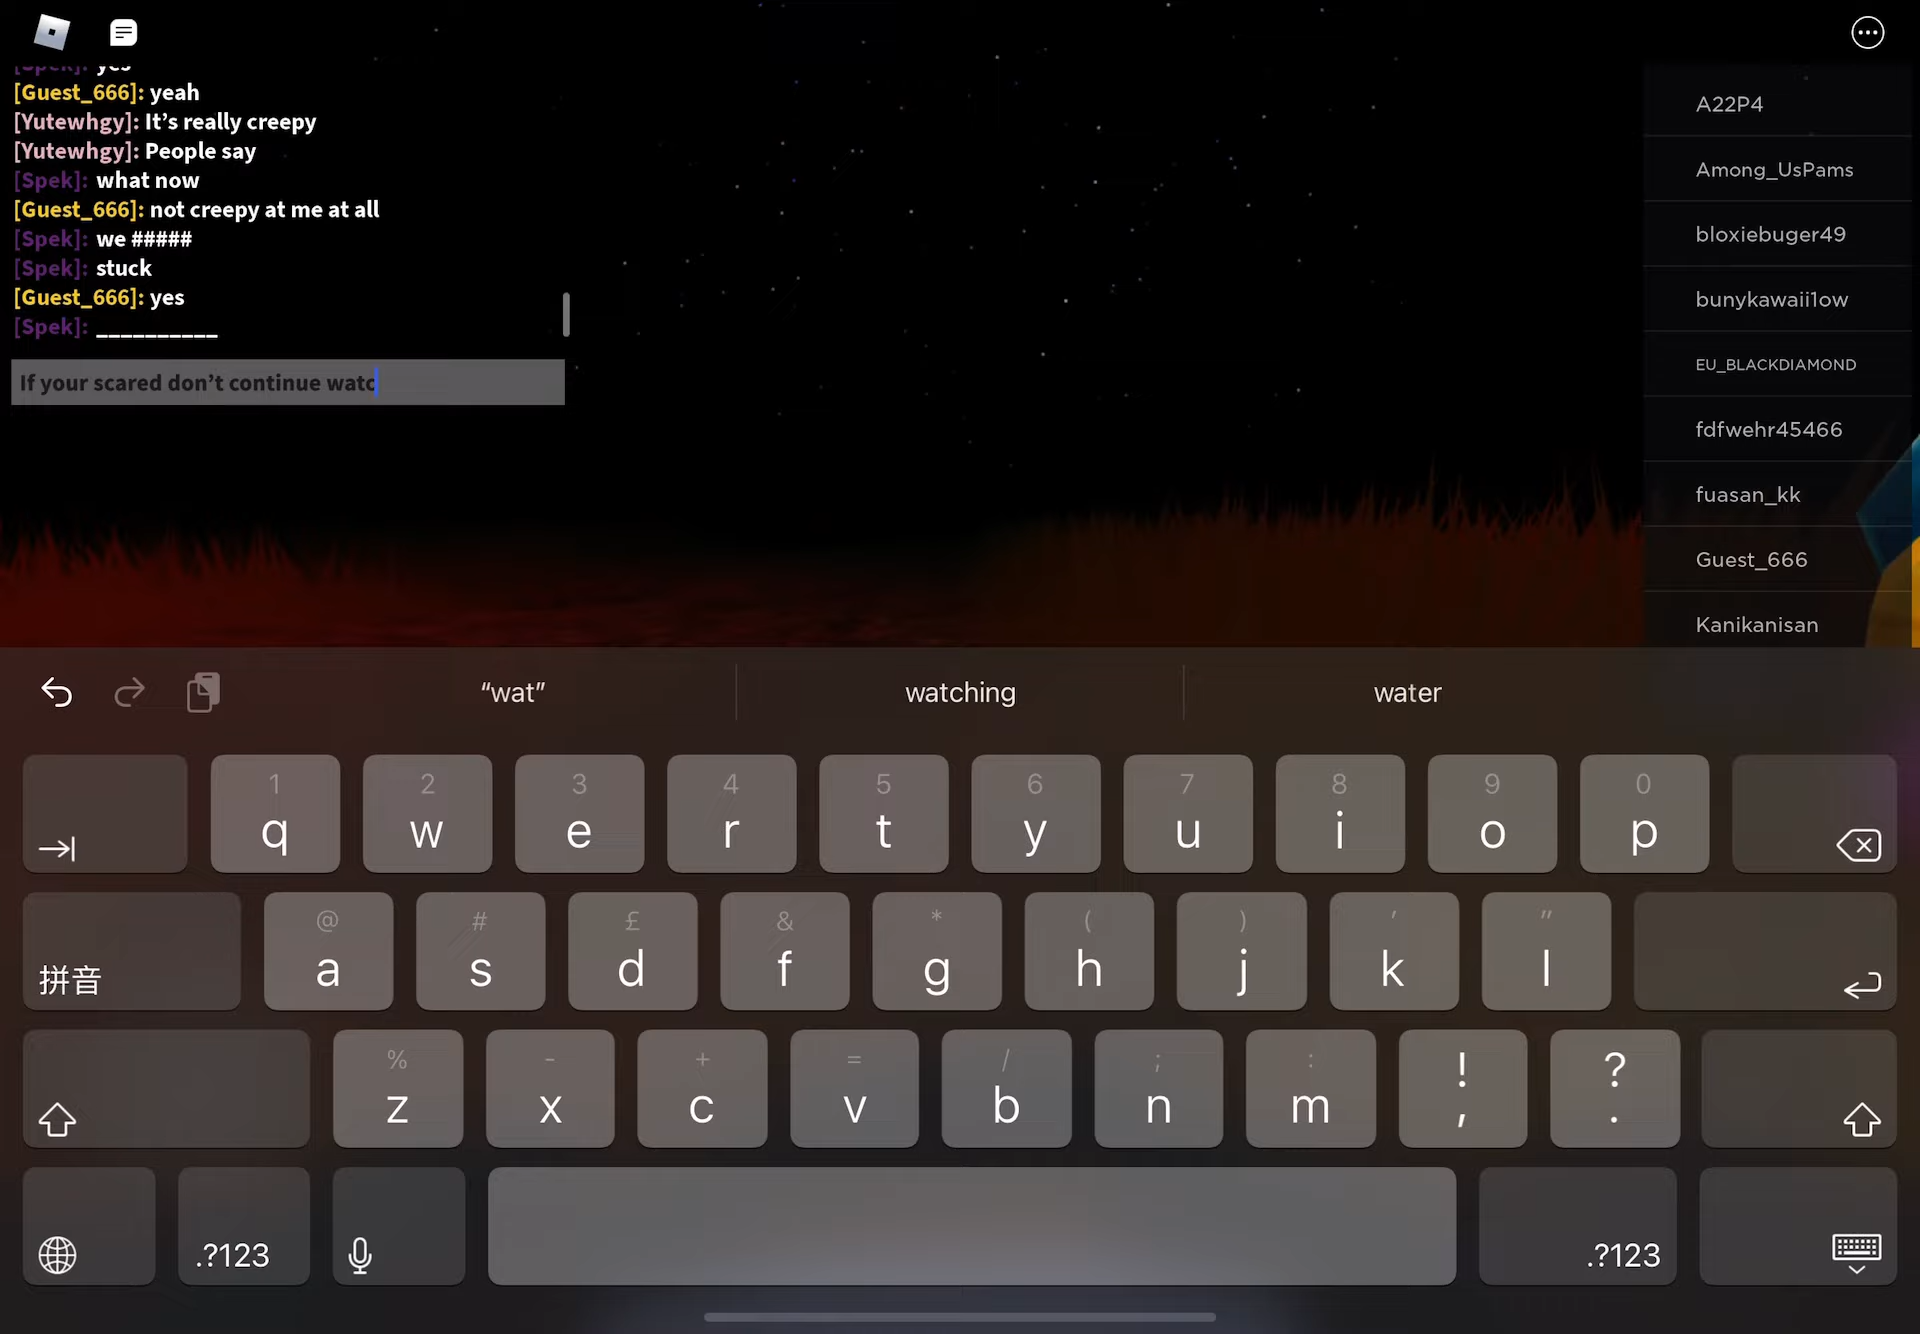 [Spek]: yes
[Guest_666]: yeah
[Yutewhgy]: It’s really creepy
[Yutewhgy]: People say
[Spek]: what now
[Guest_666]: not creepy at me at all
[Spek]: we #####
[Spek]: stuck
[Guest_666]: yes
[Spek]: __________
If your scared don’t continue watc
A22P4
Among_UsPams
bloxiebuger49
bunykawaii1ow
EU_BLACKDIAMOND
fdfwehr45466
fuasan_kk
Guest_666
Kanikanisan
“wat” watching water
1 2 3 4 5 6 7 8 9 0
q w e r t y u i o p
@ # £ & * ( ) ' "
拼音 a s d f g h j k l
% - + = / ; : ! ?
z x c v b n m , .
.?123 .?123